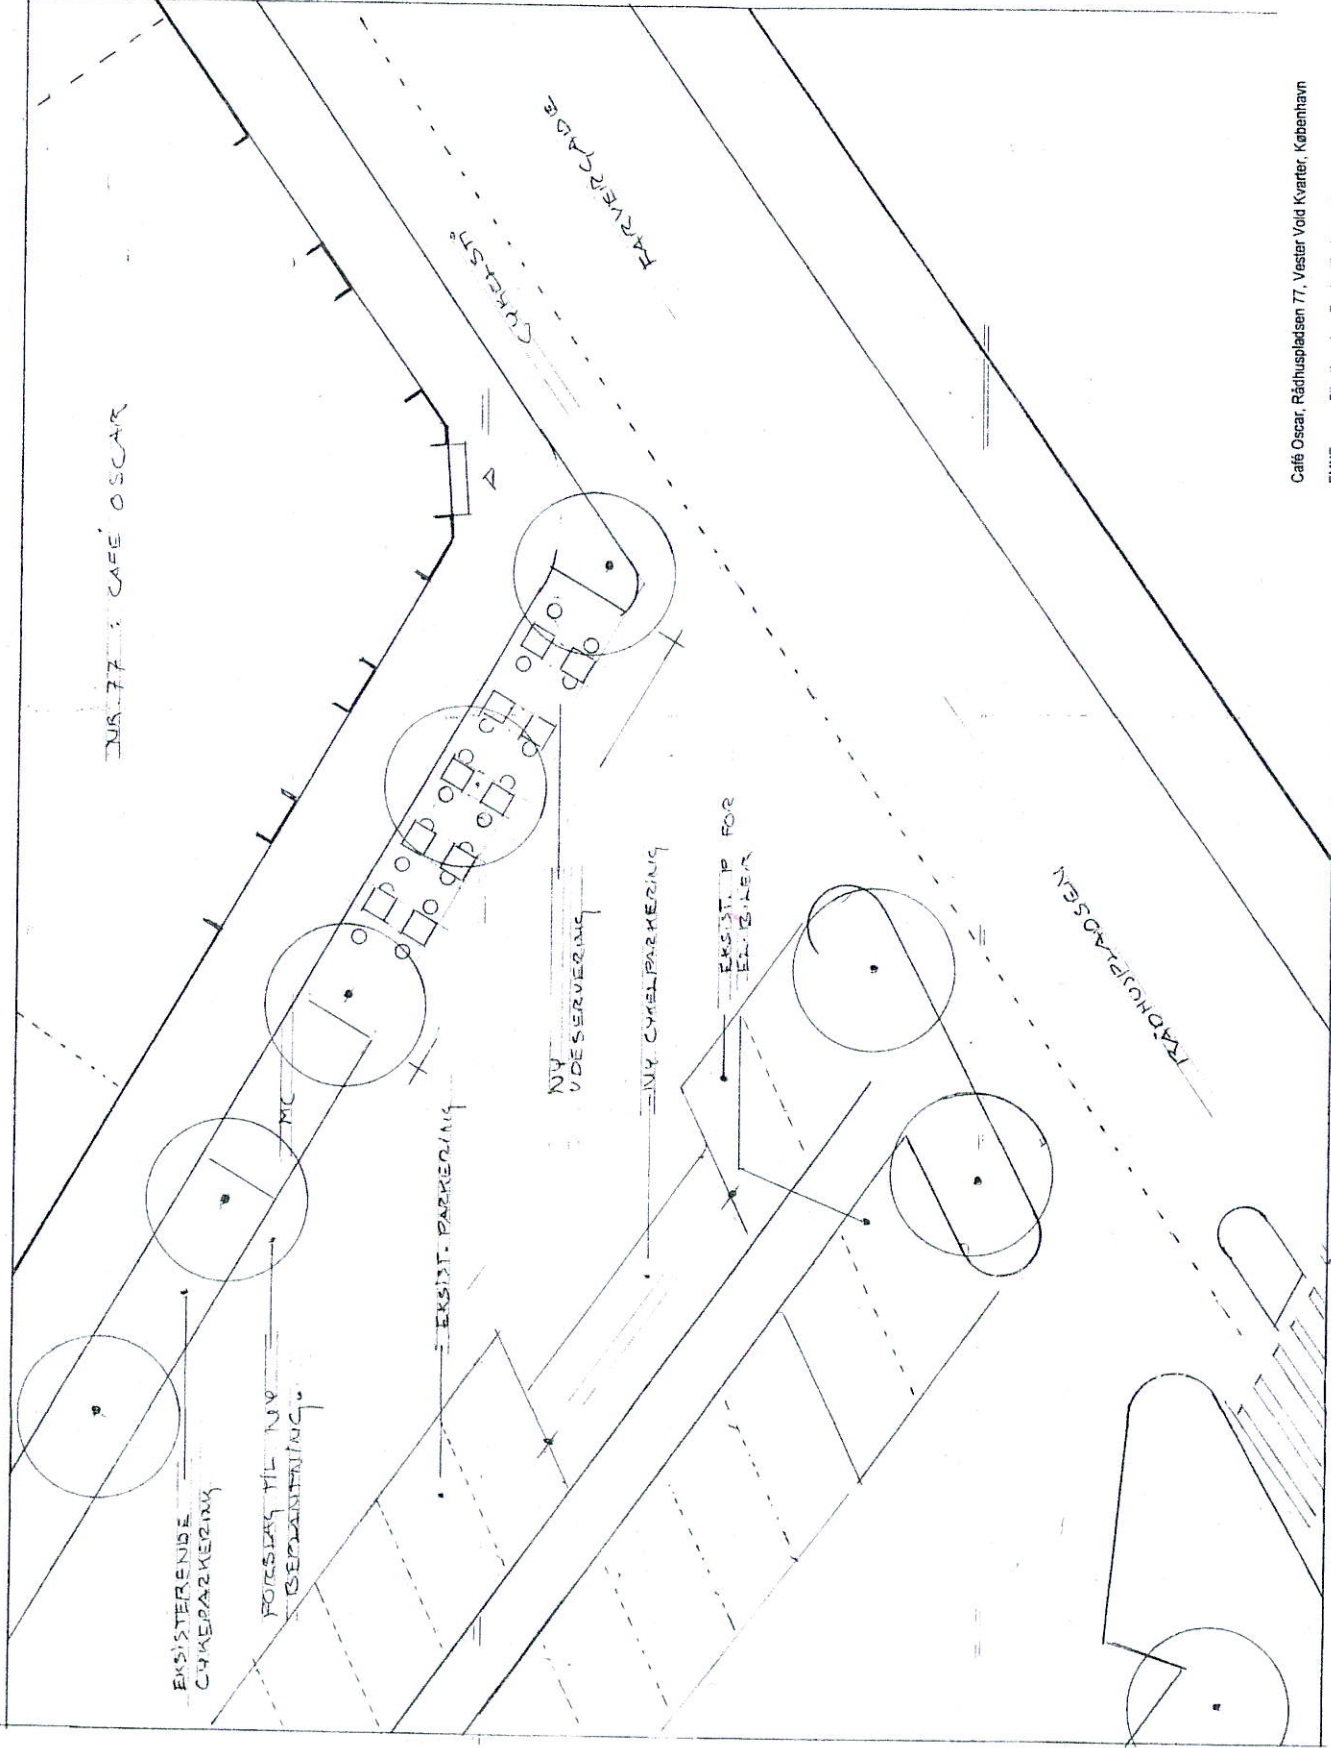 NR. 77 : CAFÉ OSCAR
CYKELSTI
FARVERGADE
EKSISTERENDE
CYKELPARKERING
FORSLAG TIL NY
BEPLANTNING
MC
EKSIST. PARKERING
NY
UDESERVERING
NY CYKELPARKERING
EKSIST. P FOR
EL. BILER
RÅDHUSPLADSEN
Café Oscar, Rådhuspladsen 77, Vester Vold Kvarter, København